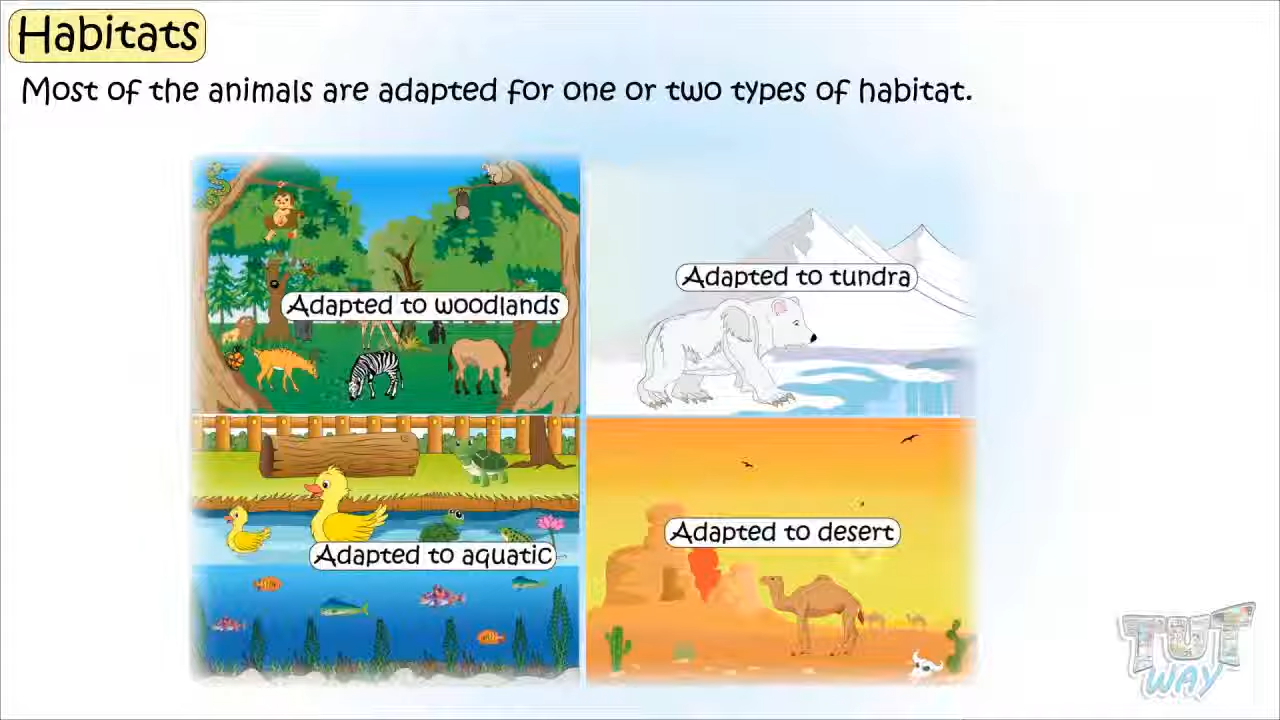 Habitats
Most of the animals are adapted for one or two types of habitat.
Adapted to woodlands
Adapted to tundra
Adapted to aquatic
Adapted to desert
TUT
WAY